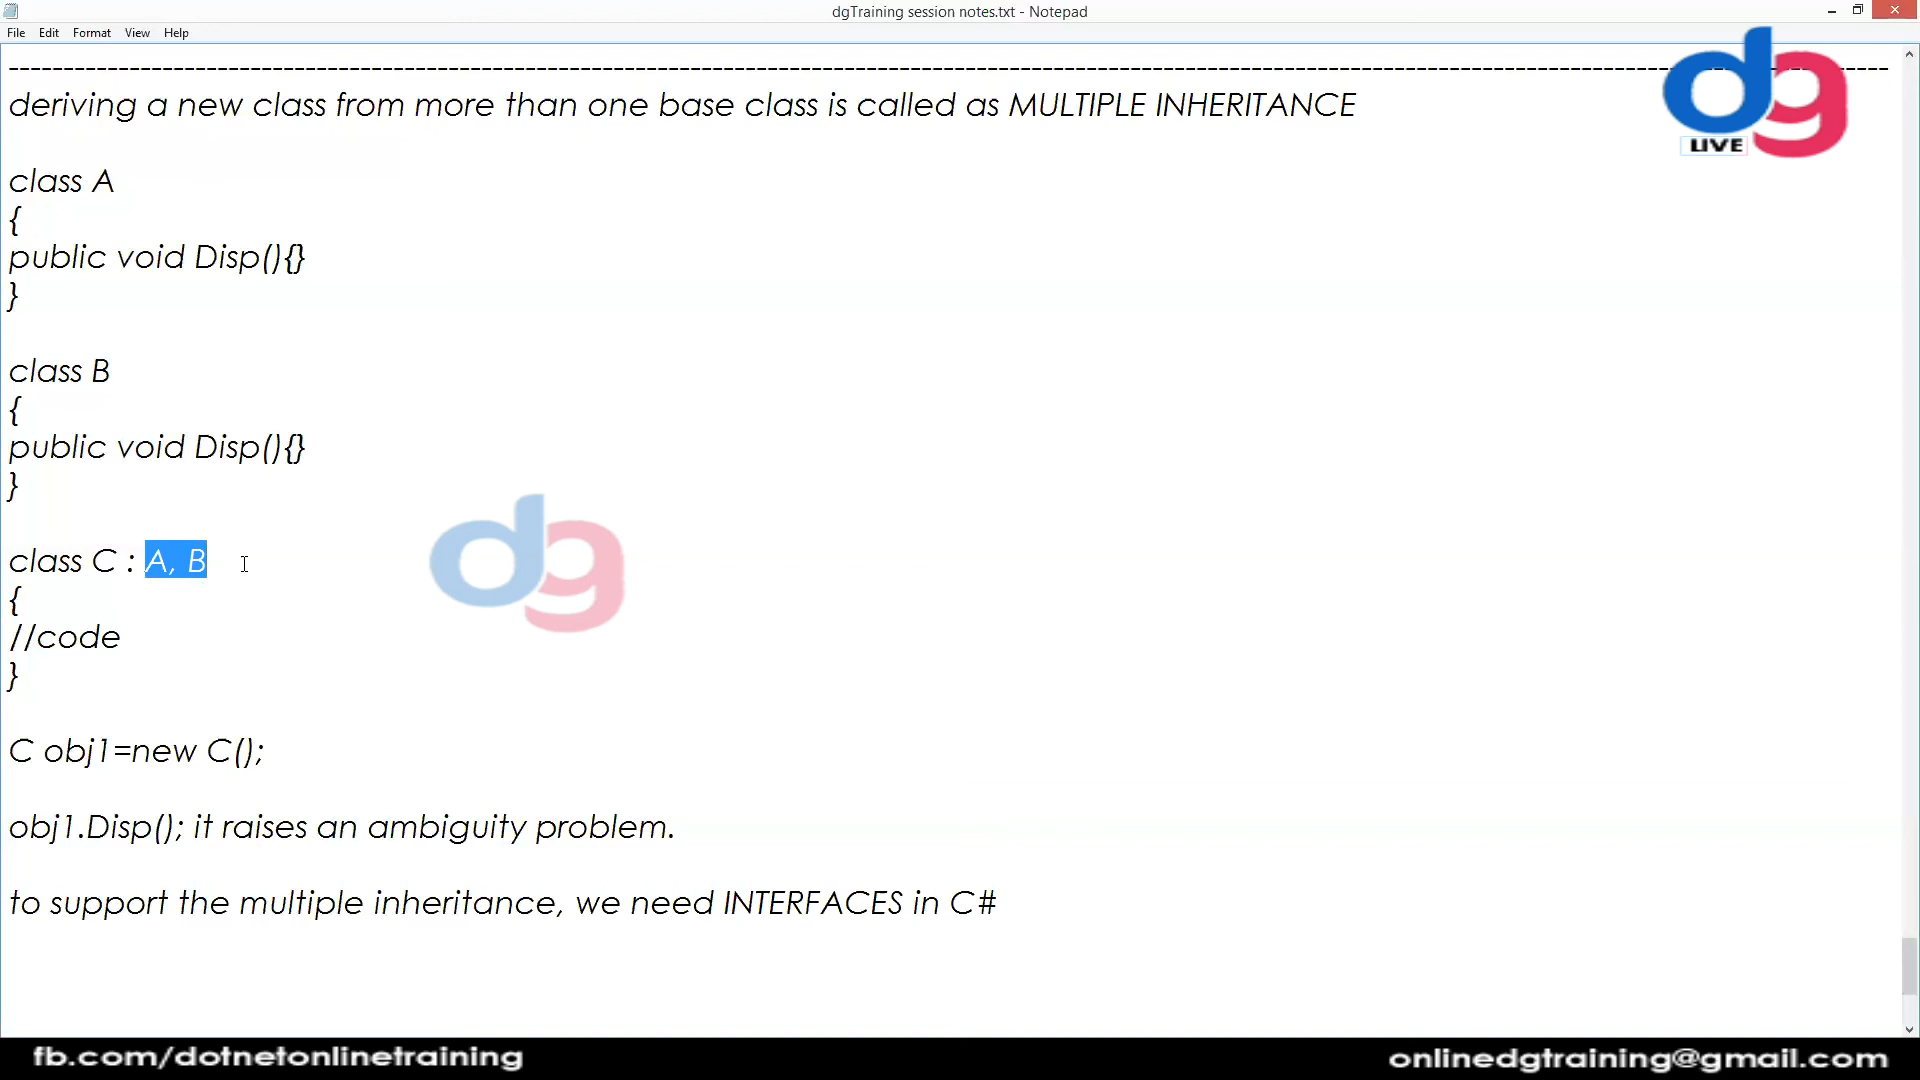 dgTraining session notes.txt - Notepad
File Edit Format View Help
deriving a new class from more than one base class is called as MULTIPLE INHERITANCE
dg
LIVE
class A
{
public void Disp(){}
}
class B
{
public void Disp(){}
}
class C : A, B
{
//code
}
dg
C obj1=new C();
obj1.Disp(); it raises an ambiguity problem.
to support the multiple inheritance, we need INTERFACES in C#
fb.com/dotnetonlinetraining
onlinedgtraining@gmail.com